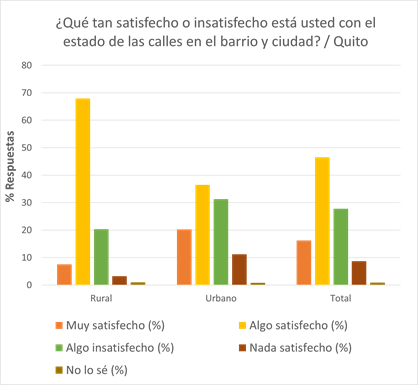 ¿Qué tan satisfecho o insatisfecho está usted con el
estado de las calles en el barrio y ciudad? / Quito
% Respuestas
80
70
60
50
40
30
20
10
0
Rural
Urbano
Total
Muy satisfecho (%)
Algo satisfecho (%)
Algo insatisfecho (%)
Nada satisfecho (%)
No lo sé (%)